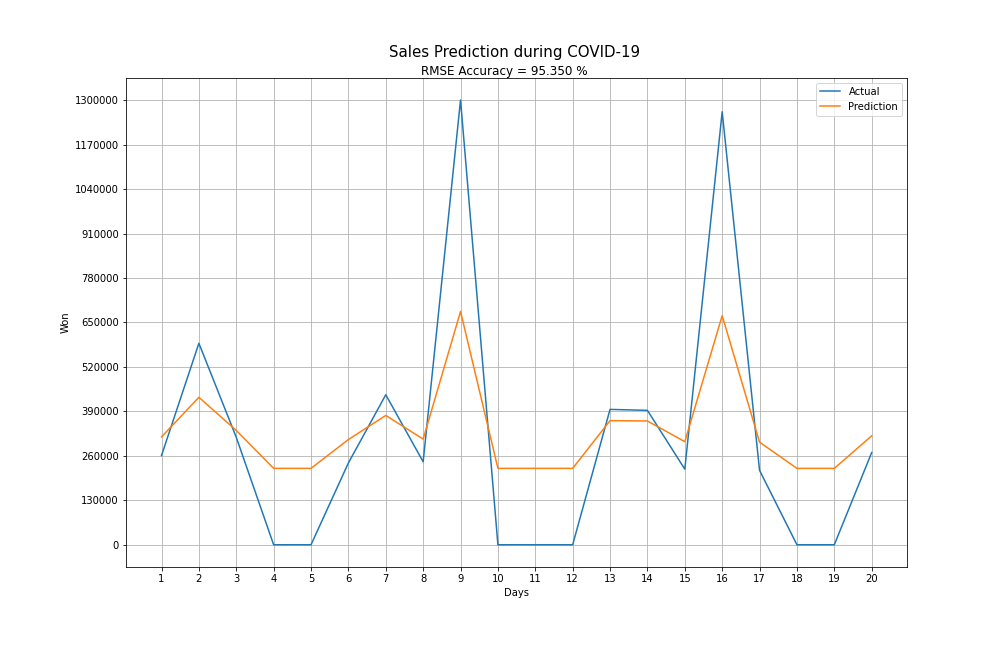 Sales Prediction during COVID-19
RMSE Accuracy = 95.350 %
Actual
Prediction
1300000
1170000
1040000
910000
780000
650000
520000
390000
260000
130000
0
Won
1 2 3 4 5 6 7 8 9 10 11 12 13 14 15 16 17 18 19 20
Days